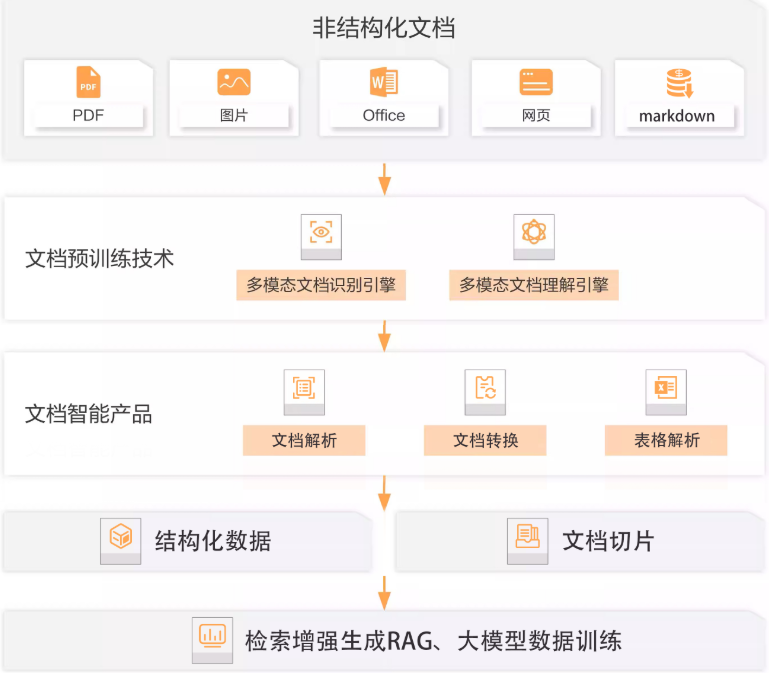 非结构化文档
PDF
PDF
图片
W
Office
网页
markdown
文档预训练技术
多模态文档识别引擎
多模态文档理解引擎
文档智能产品
X
文档解析
文档转换
表格解析
结构化数据
文档切片
检索增强生成RAG、大模型数据训练